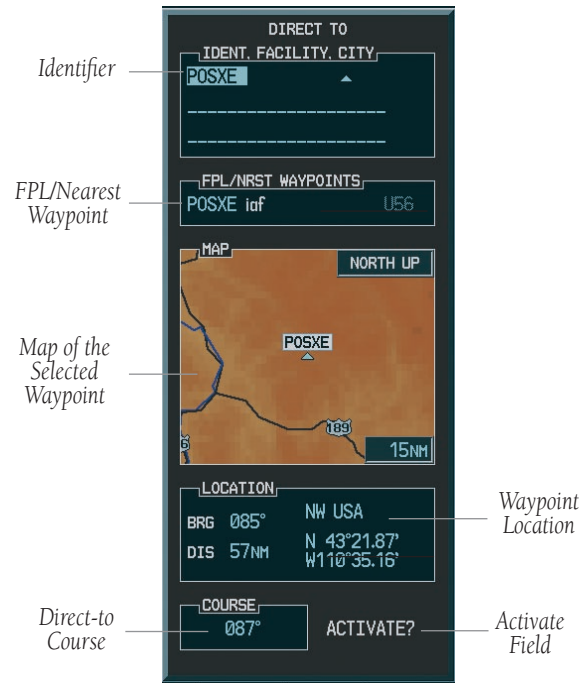 DIRECT TO
IDENT, FACILITY, CITY
Identifier
POSXE
FPL/NRST WAYPOINTS
FPL/Nearest
Waypoint
POSXE iaf U56
MAP
NORTH UP
POSXE
Map of the
Selected
Waypoint
189
6
15NM
LOCATION
BRG 085° NW USA
DIS 57NM N 43°21.87'
W110°35.16'
Waypoint
Location
COURSE
Direct-to
Course
087° ACTIVATE?
Activate
Field